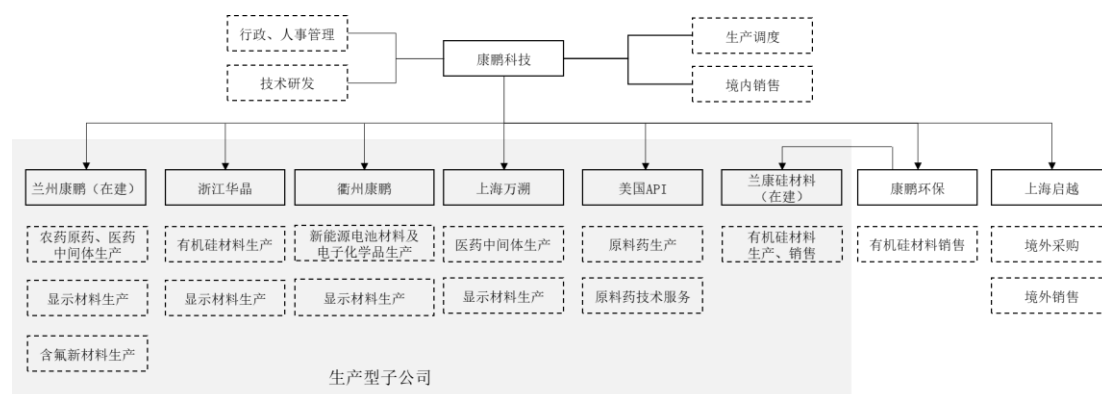 行政、人事管理
康鹏科技
生产调度
技术研发
境内销售
兰州康鹏（在建）
浙江华晶
衢州康鹏
上海万溯
美国API
兰康硅材料
（在建）
康鹏环保
上海启越
农药原药、医药
中间体生产
有机硅材料生产
新能源电池材料及
电子化学品生产
医药中间体生产
原料药生产
有机硅材料
生产、销售
有机硅材料销售
境外采购
显示材料生产
显示材料生产
显示材料生产
显示材料生产
原料药技术服务
境外销售
含氟新材料生产
生产型子公司